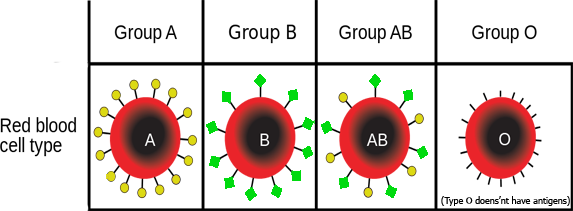 Group A Group B Group AB Group O
Red blood
cell type
A B AB O
(Type O doens'nt have antigens)